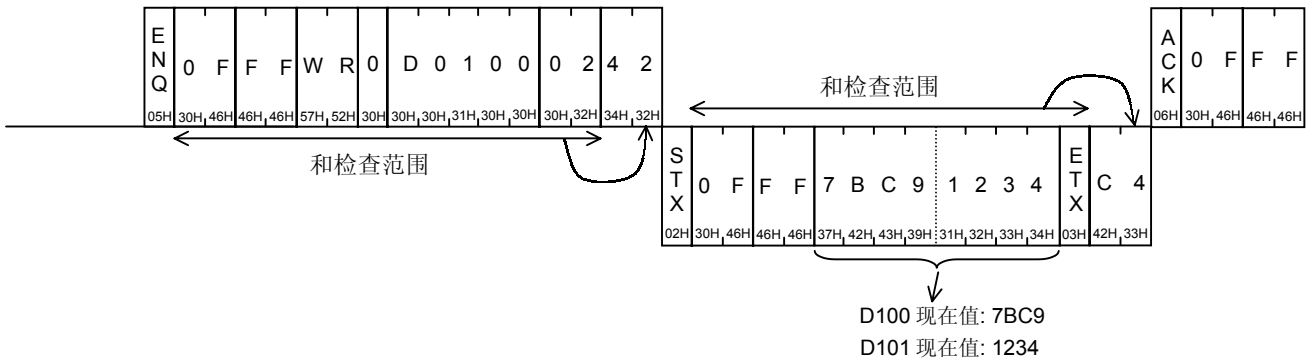 ENQ 0 F F F W R 0 D 0 1 0 0 0 2 4 2
05H 30H 46H 46H 46H 57H 52H 30H 30H 30H 31H 30H 30H 30H 32H 34H 32H
和检查范围
和检查范围
STX 0 F F F 7 B C 9 1 2 3 4 ETX C 4
02H 30H 46H 46H 46H 37H 42H 43H 39H 31H 32H 33H 34H 03H 42H 33H
ACK 0 F F F
06H 30H 46H 46H 46H
D100 现在值: 7BC9
D101 现在值: 1234